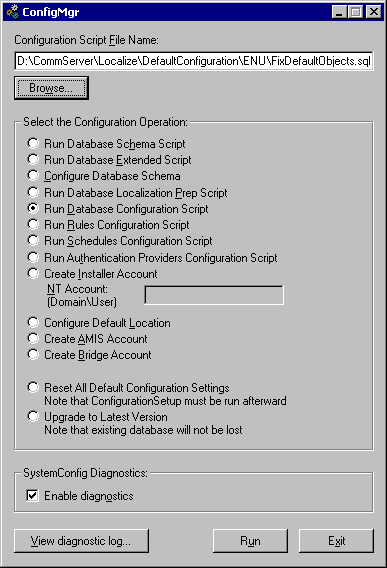 ConfigMgr
Configuration Script File Name:
D:\CommServer\Localize\DefaultConfiguration\ENU\FixDefaultObjects.sql
Browse...
Select the Configuration Operation:
Run Database Schema Script
Run Database Extended Script
Configure Database Schema
Run Database Localization Prep Script
Run Database Configuration Script
Run Rules Configuration Script
Run Schedules Configuration Script
Run Authentication Providers Configuration Script
Create Installer Account
NT Account:
(Domain\User)
Configure Default Location
Create AMIS Account
Create Bridge Account
Reset All Default Configuration Settings
Note that ConfigurationSetup must be run afterward
Upgrade to Latest Version
Note that existing database will not be lost
SystemConfig Diagnostics:
Enable diagnostics
View diagnostic log... Run Exit